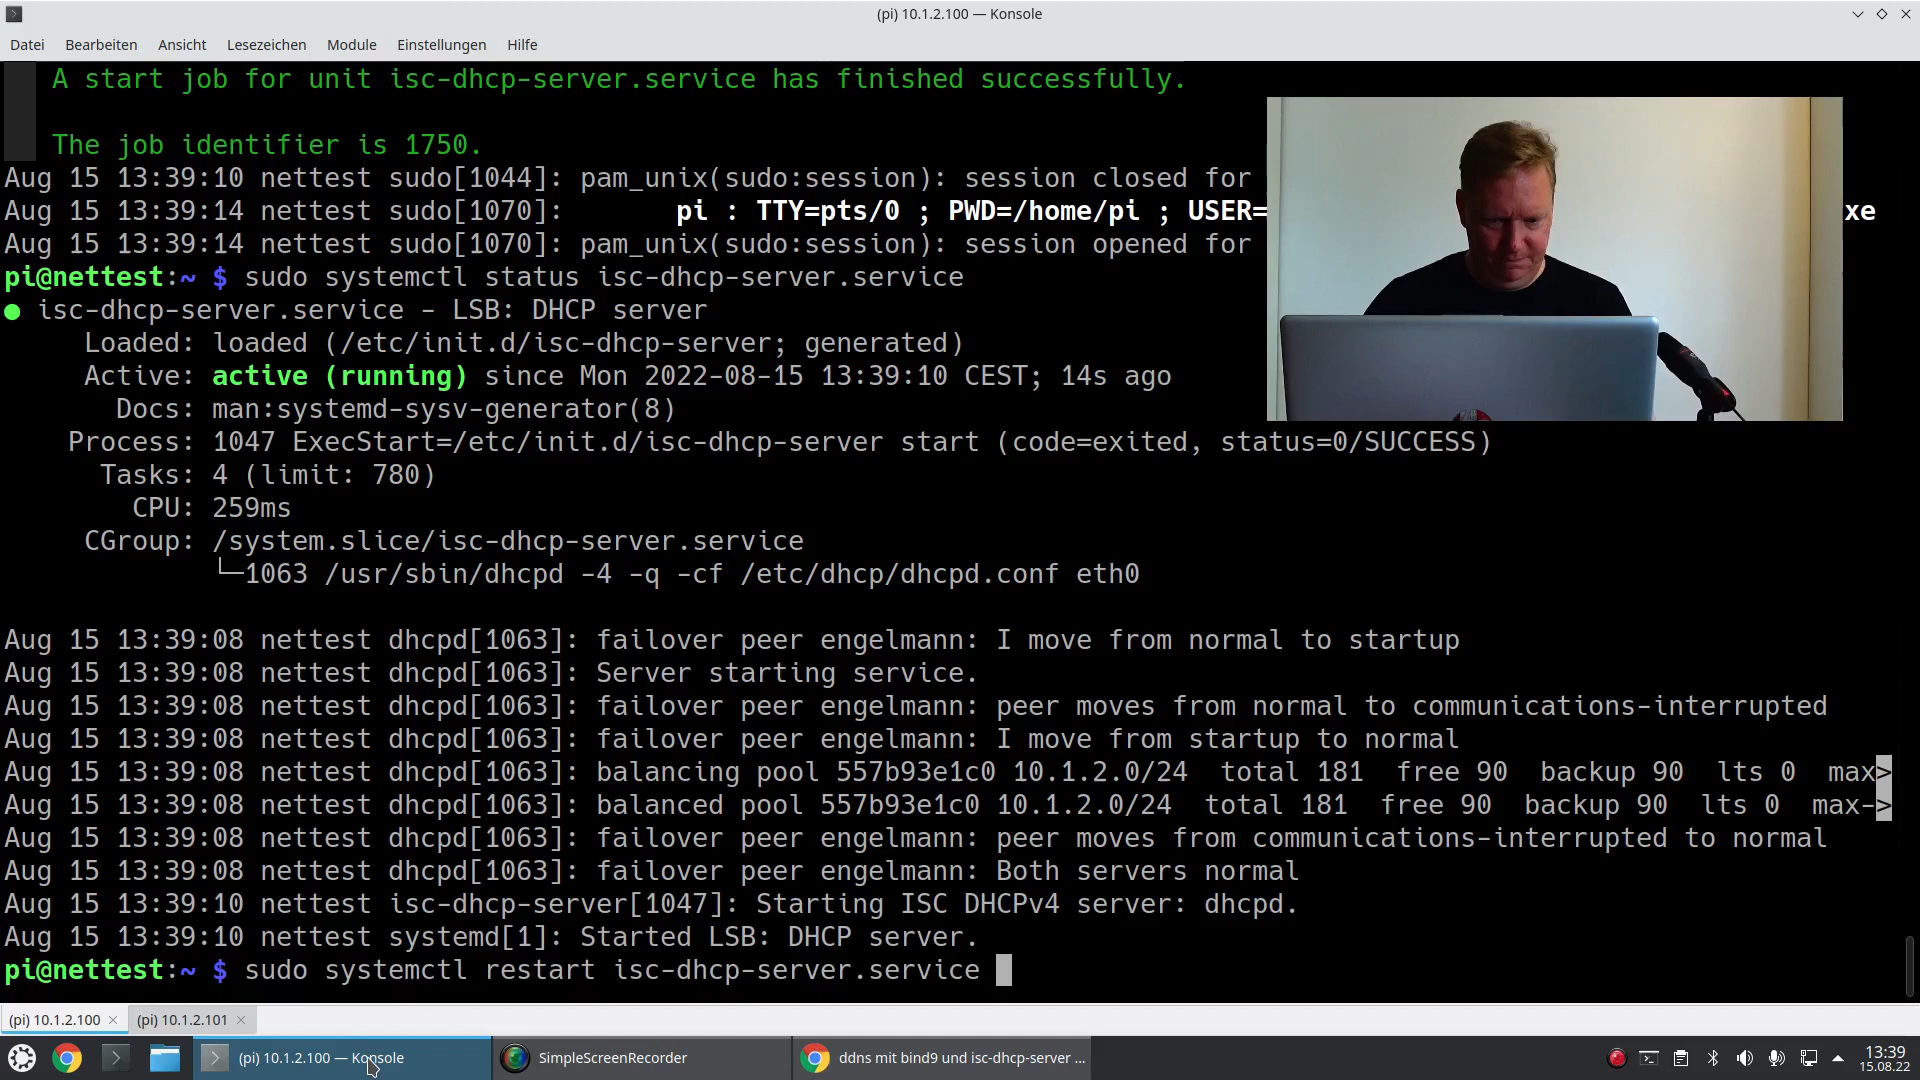 (pi) 10.1.2.100 — Konsole
Datei Bearbeiten Ansicht Lesezeichen Module Einstellungen Hilfe
A start job for unit isc-dhcp-server.service has finished successfully.
The job identifier is 1750.
Aug 15 13:39:10 nettest sudo[1044]: pam_unix(sudo:session): session closed for
Aug 15 13:39:14 nettest sudo[1070]: pi : TTY=pts/0 ; PWD=/home/pi ; USER= xe
Aug 15 13:39:14 nettest sudo[1070]: pam_unix(sudo:session): session opened for
pi@nettest:~ $ sudo systemctl status isc-dhcp-server.service
● isc-dhcp-server.service - LSB: DHCP server
Loaded: loaded (/etc/init.d/isc-dhcp-server; generated)
Active: active (running) since Mon 2022-08-15 13:39:10 CEST; 14s ago
Docs: man:systemd-sysv-generator(8)
Process: 1047 ExecStart=/etc/init.d/isc-dhcp-server start (code=exited, status=0/SUCCESS)
Tasks: 4 (limit: 780)
CPU: 259ms
CGroup: /system.slice/isc-dhcp-server.service
└─1063 /usr/sbin/dhcpd -4 -q -cf /etc/dhcp/dhcpd.conf eth0
Aug 15 13:39:08 nettest dhcpd[1063]: failover peer engelmann: I move from normal to startup
Aug 15 13:39:08 nettest dhcpd[1063]: Server starting service.
Aug 15 13:39:08 nettest dhcpd[1063]: failover peer engelmann: peer moves from normal to communications-interrupted
Aug 15 13:39:08 nettest dhcpd[1063]: failover peer engelmann: I move from startup to normal
Aug 15 13:39:08 nettest dhcpd[1063]: balancing pool 557b93e1c0 10.1.2.0/24 total 181 free 90 backup 90 lts 0 max>
Aug 15 13:39:08 nettest dhcpd[1063]: balanced pool 557b93e1c0 10.1.2.0/24 total 181 free 90 backup 90 lts 0 max->
Aug 15 13:39:08 nettest dhcpd[1063]: failover peer engelmann: peer moves from communications-interrupted to normal
Aug 15 13:39:08 nettest dhcpd[1063]: failover peer engelmann: Both servers normal
Aug 15 13:39:10 nettest isc-dhcp-server[1047]: Starting ISC DHCPv4 server: dhcpd.
Aug 15 13:39:10 nettest systemd[1]: Started LSB: DHCP server.
pi@nettest:~ $ sudo systemctl restart isc-dhcp-server.service
(pi) 10.1.2.100 (pi) 10.1.2.101
(pi) 10.1.2.100 — Konsole SimpleScreenRecorder ddns mit bind9 und isc-dhcp-server ... 13:39
15.08.22